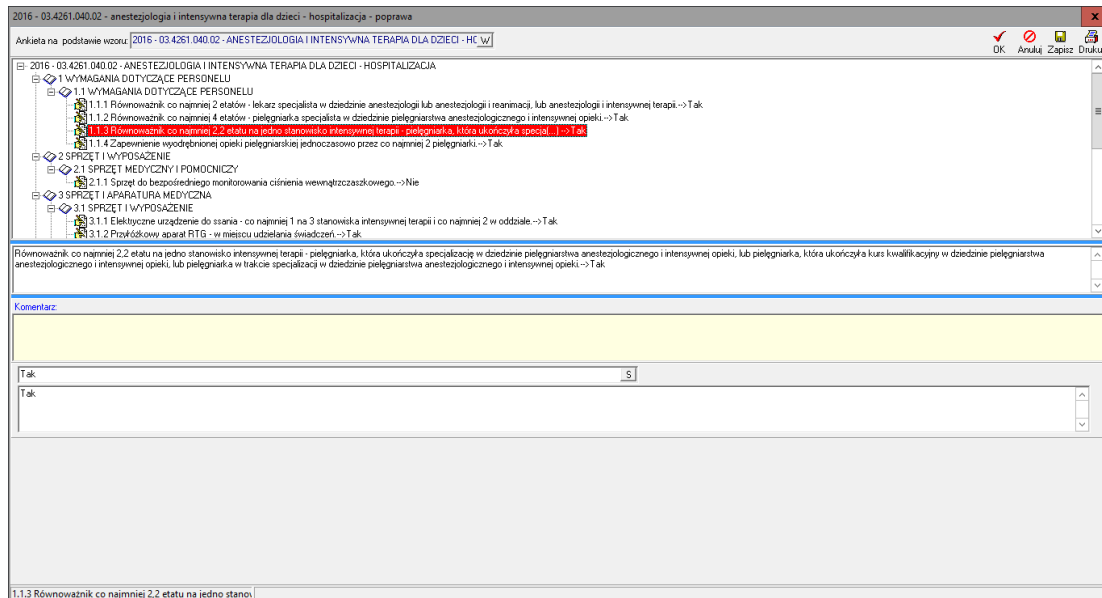 2016 - 03.4261.040.02 - anestezjologia i intensywna terapia dla dzieci - hospitalizacja - poprawa
x
Ankieta na podstawie wzoru: 2016 - 03.4261.040.02 - ANESTEZJOLOGIA I INTENSYWNA TERAPIA DLA DZIECI - HC W
OK Anuluj Zapisz Druku
2016 - 03.4261.040.02 - ANESTEZJOLOGIA I INTENSYWNA TERAPIA DLA DZIECI - HOSPITALIZACJA
1 WYMAGANIA DOTYCZĄCE PERSONELU
1.1 WYMAGANIA DOTYCZĄCE PERSONELU
1.1.1 Równoważnik co najmniej 2 etatów - lekarz specjalista w dziedzinie anestezjologii lub anestezjologii i reanimacji, lub anestezjologii i intensywnej terapii.-->Tak
1.1.2 Równoważnik co najmniej 4 etatów - pielęgniarka specjalista w dziedzinie pielęgniarstwa anestezjologicznego i intensywnej opieki.-->Tak
1.1.3 Równoważnik co najmniej 2,2 etatu na jedno stanowisko intensywnej terapii - pielęgniarka, która ukończyła specja(...) -->Tak
1.1.4 Zapewnienie wyodrębnionej opieki pielęgniarskiej jednoczasowo przez co najmniej 2 pielęgniarki.-->Tak
2 SPRZĘT I WYPOSAŻENIE
2.1 SPRZĘT MEDYCZNY I POMOCNICZY
2.1.1 Sprzęt do bezpośredniego monitorowania ciśnienia wewnątrzczaszkowego.-->Nie
3 SPRZĘT I APARATURA MEDYCZNA
3.1 SPRZĘT I WYPOSAŻENIE
3.1.1 Elektryczne urządzenie do ssania - co najmniej 1 na 3 stanowiska intensywnej terapii i co najmniej 2 w oddziale.-->Tak
3.1.2 Przyłóżkowy aparat RTG - w miejscu udzielania świadczeń.-->Tak
Równoważnik co najmniej 2,2 etatu na jedno stanowisko intensywnej terapii - pielęgniarka, która ukończyła specjalizację w dziedzinie pielęgniarstwa anestezjologicznego i intensywnej opieki, lub pielęgniarka, która ukończyła kurs kwalifikacyjny w dziedzinie pielęgniarstwa
anestezjologicznego i intensywnej opieki, lub pielęgniarka w trakcie specjalizacji w dziedzinie pielęgniarstwa anestezjologicznego i intensywnej opieki.-->Tak
Komentarz:
Tak S
Tak
1.1.3 Równoważnik co najmniej 2,2 etatu na jedno stanov